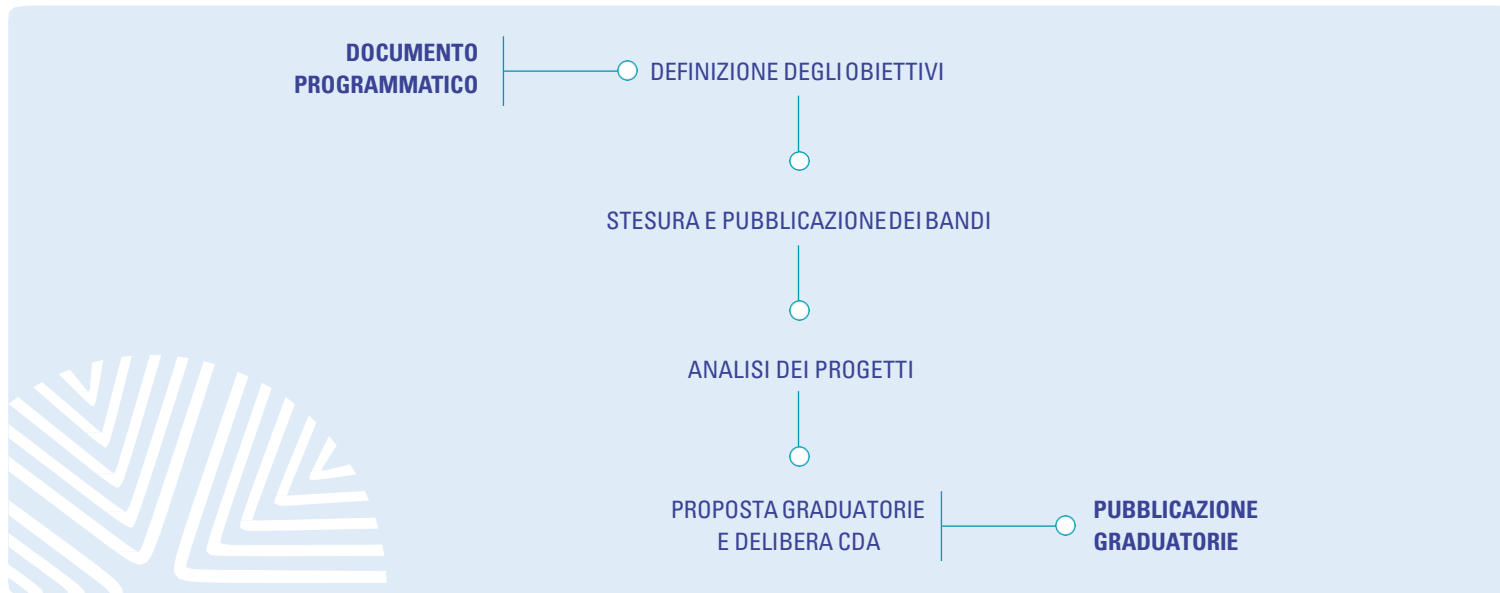 DOCUMENTO
PROGRAMMATICO
DEFINIZIONE DEGLI OBIETTIVI
STESURA E PUBBLICAZIONE DEI BANDI
ANALISI DEI PROGETTI
PROPOSTA GRADUATORIE
E DELIBERA CDA
PUBBLICAZIONE
GRADUATORIE